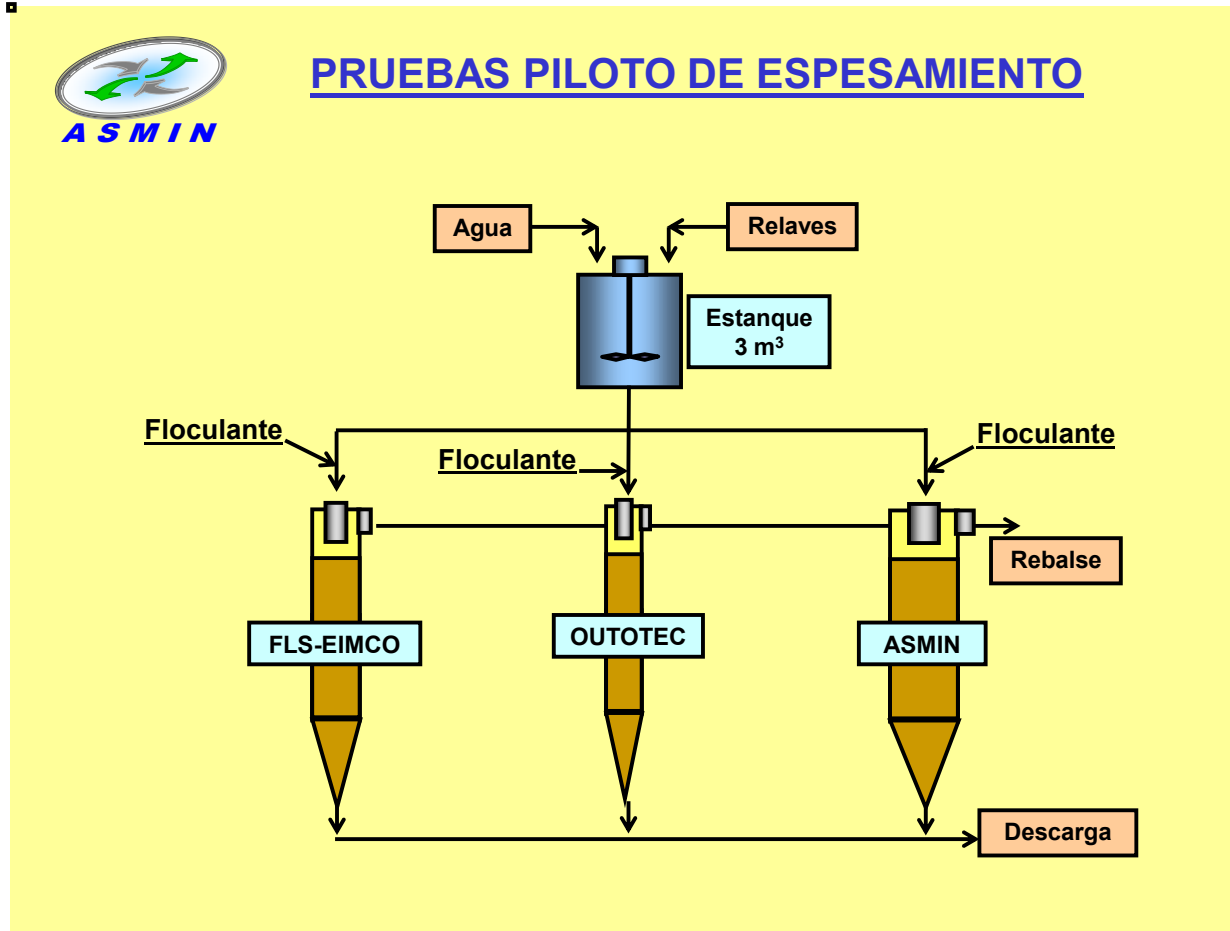 PRUEBAS PILOTO DE ESPESAMIENTO
ASMIN
Agua
Relaves
Estanque
3 m³
Floculante
Floculante
Floculante
Rebalse
FLS-EIMCO
OUTOTEC
ASMIN
Descarga